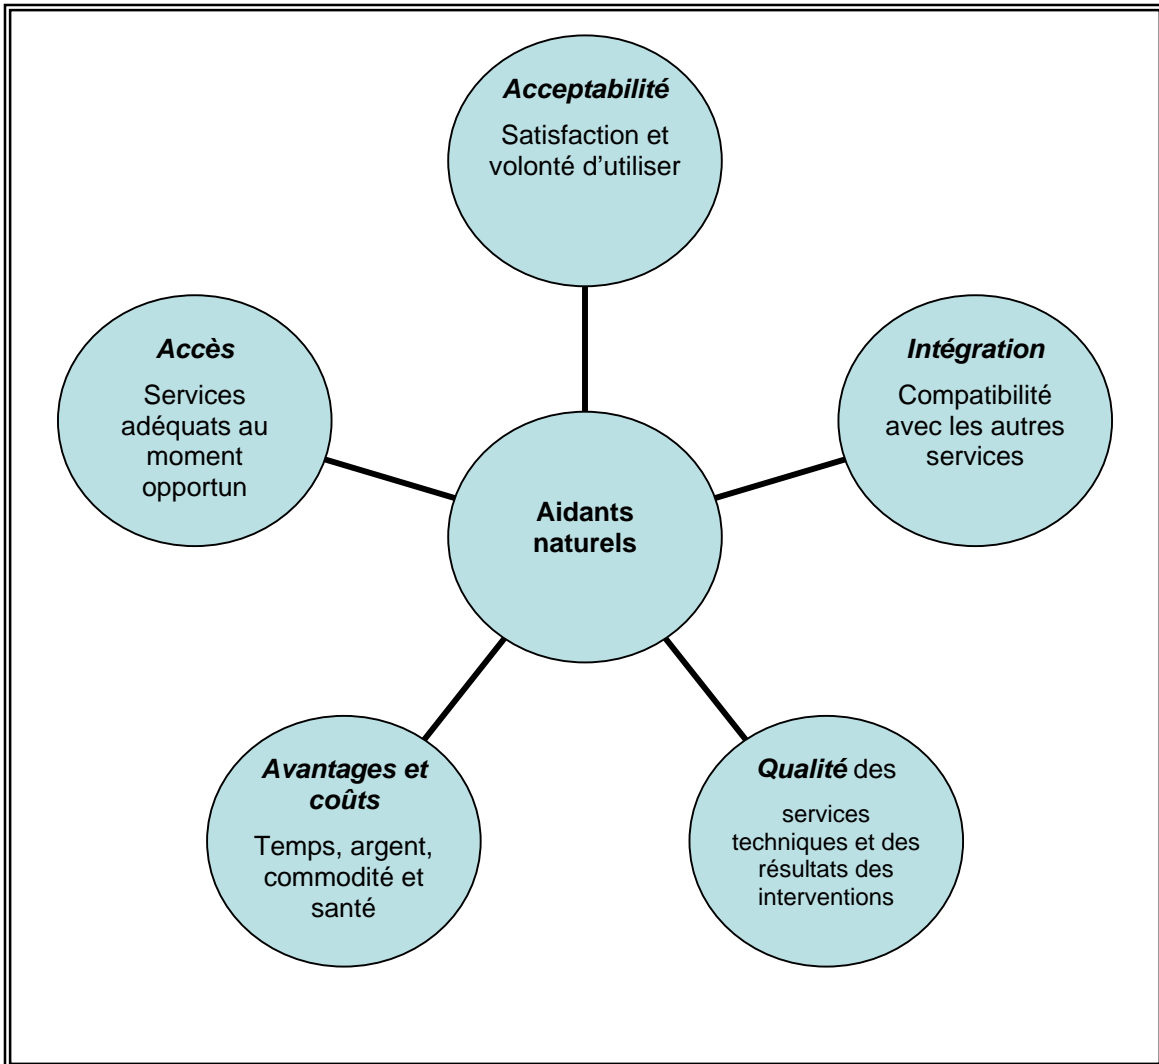 Acceptabilité
Satisfaction et
volonté d'utiliser
Accès
Services
adéquats au
moment
opportun
Intégration
Compatibilité
avec les autres
services
Aidants
naturels
Avantages et
coûts
Temps, argent,
commodité et
santé
Qualité des
services
techniques et des
résultats des
interventions